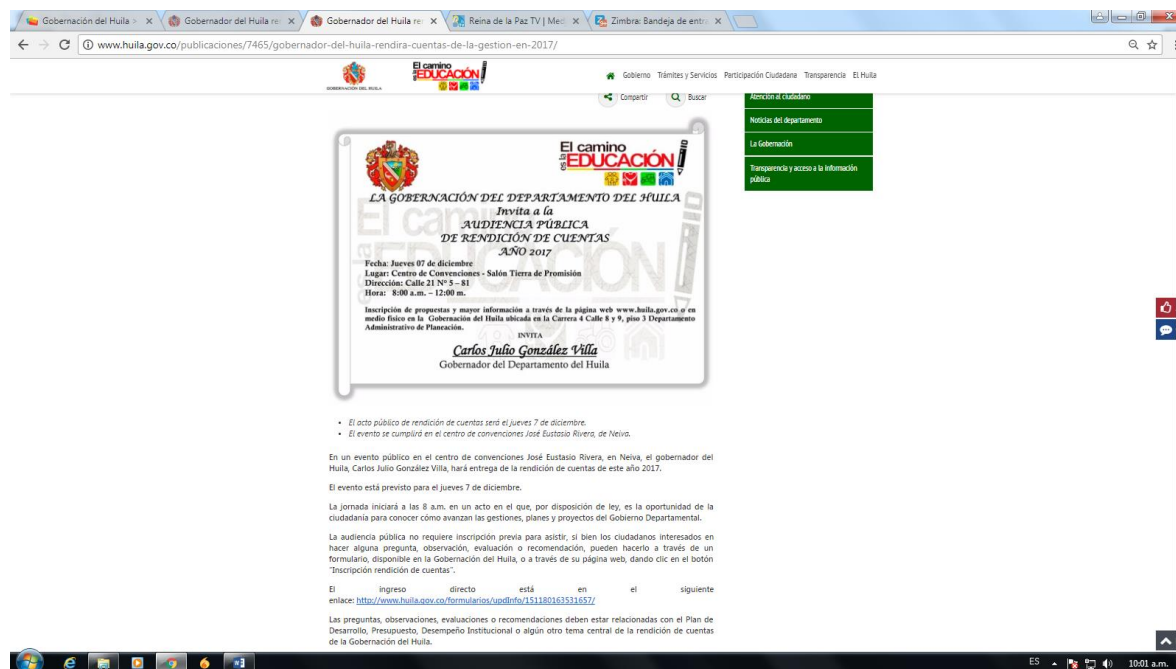 Gobernación del Huila >
Gobernador del Huila re
Gobernador del Huila re
Reina de la Paz TV | Med
Zimbra: Bandeja de entr
www.huila.gov.co/publicaciones/7465/gobernador-del-huila-rendira-cuentas-de-la-gestion-en-2017/
GOBERNACIÓN DEL HUILA
El camino
es la EDUCACIÓN
Gobierno Trámites y Servicios Participación Ciudadana Transparencia El Huila
Compartir Buscar
Atención al ciudadano
Noticias del departamento
La Gobernación
Transparencia y acceso a la información
pública
El camino
es la EDUCACIÓN
LA GOBERNACIÓN DEL DEPARTAMENTO DEL HUILA
Invita a la
AUDIENCIA PÚBLICA
DE RENDICIÓN DE CUENTAS
AÑO 2017
Fecha: Jueves 07 de diciembre
Lugar: Centro de Convenciones - Salón Tierra de Promisión
Dirección: Calle 21 Nº 5 – 81
Hora: 8:00 a.m. – 12:00 m.
Inscripción de propuestas y mayor información a través de la página web www.huila.gov.co o en
medio físico en la Gobernación del Huila ubicada en la Carrera 4 Calle 8 y 9, piso 3 Departamento
Administrativo de Planeación.
INVITA
Carlos Julio González Villa
Gobernador del Departamento del Huila
• El acto público de rendición de cuentas será el jueves 7 de diciembre.
• El evento se cumplirá en el centro de convenciones José Eustasio Rivera, de Neiva.
En un evento público en el centro de convenciones José Eustasio Rivera, en Neiva, el gobernador del
Huila, Carlos Julio González Villa, hará entrega de la rendición de cuentas de este año 2017.
El evento está previsto para el jueves 7 de diciembre.
La jornada iniciará a las 8 a.m. en un acto en el que, por disposición de ley, es la oportunidad de la
ciudadanía para conocer cómo avanzan las gestiones, planes y proyectos del Gobierno Departamental.
La audiencia pública no requiere inscripción previa para asistir, si bien los ciudadanos interesados en
hacer alguna pregunta, observación, evaluación o recomendación, pueden hacerlo a través de un
formulario, disponible en la Gobernación del Huila, o a través de su página web, dando clic en el botón
"Inscripción rendición de cuentas".
El ingreso directo está en el siguiente
enlace: http://www.huila.gov.co/formularios/updInfo/151180163531657/
Las preguntas, observaciones, evaluaciones o recomendaciones deben estar relacionadas con el Plan de
Desarrollo, Presupuesto, Desempeño Institucional o algún otro tema central de la rendición de cuentas
de la Gobernación del Huila.
ES 10:01 a.m.